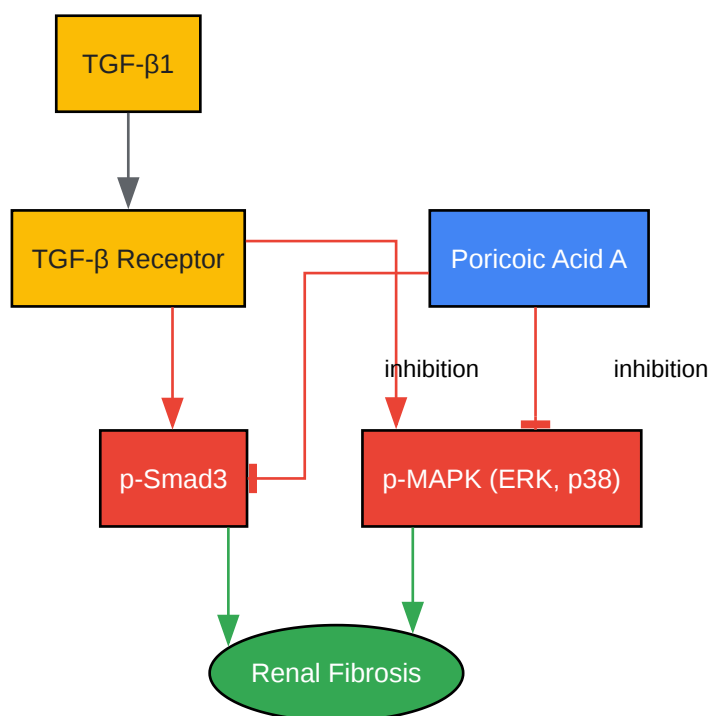 TGF-β1
TGF-β Receptor
Poricoic Acid A
inhibition
inhibition
p-Smad3
p-MAPK (ERK, p38)
Renal Fibrosis